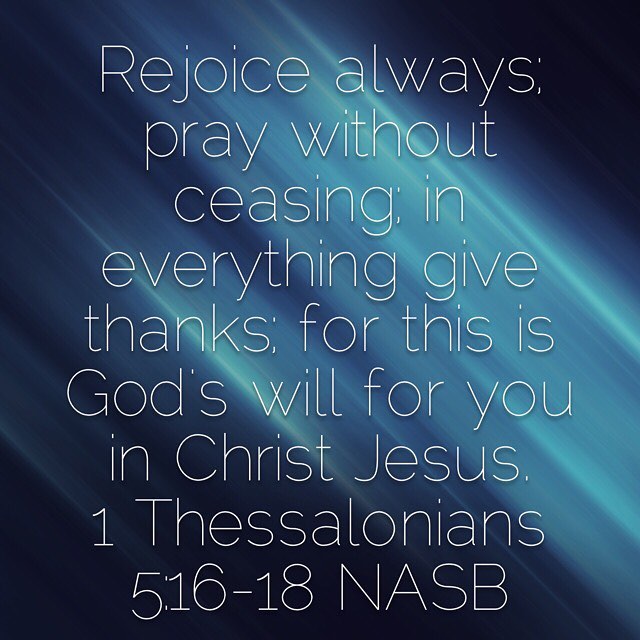 Rejoice always;
pray without
ceasing; in
everything give
thanks; for this is
God's will for you
in Christ Jesus.
1 Thessalonians
5:16-18 NASB